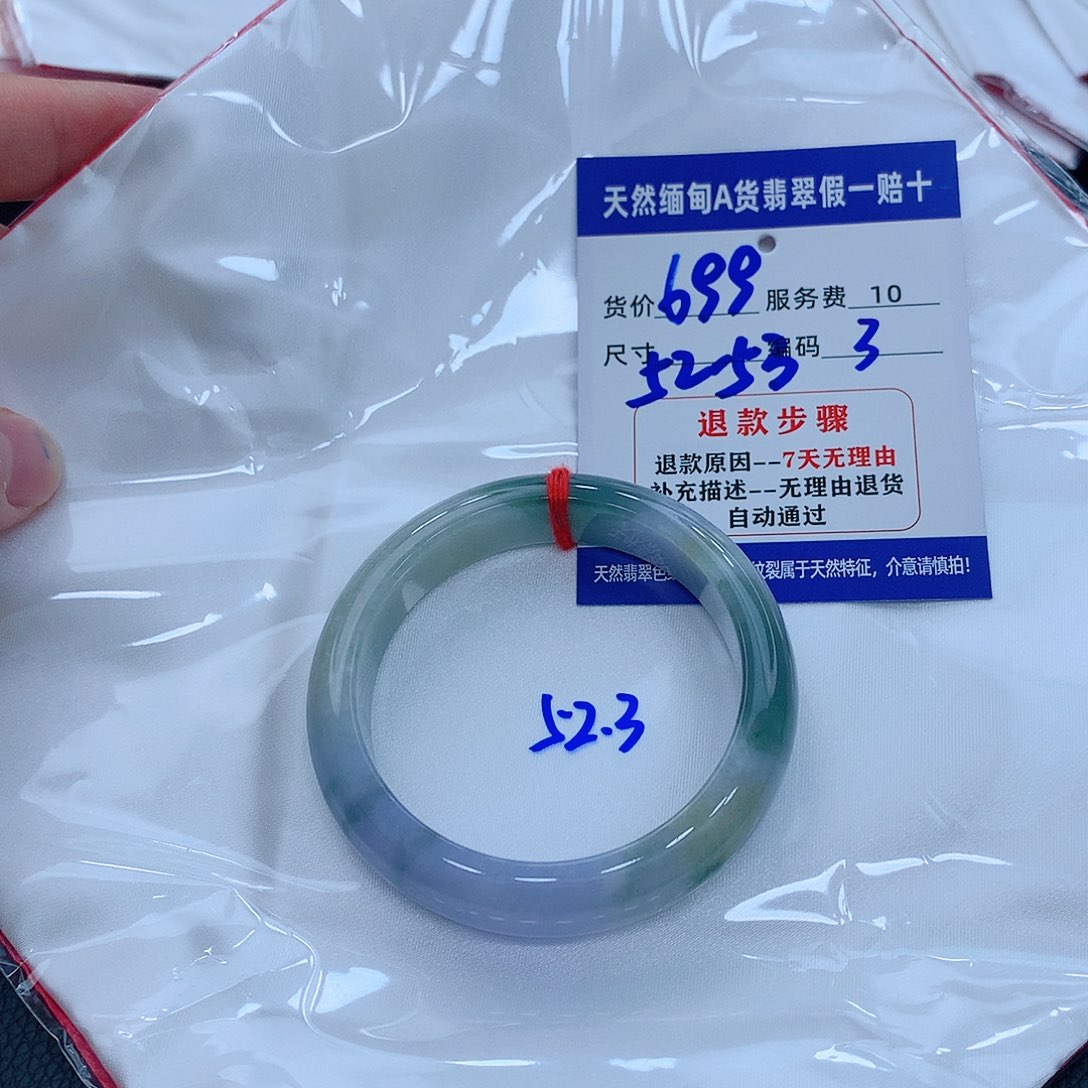 天然缅甸A货翡翠假一赔十
货价 699 服务费 10
尺寸 52-53 编码 3
退款步骤
退款原因--7天无理由
补充描述--无理由退货
自动通过
天然翡翠色 纹裂属于天然特征，介意请慎拍！
52.3